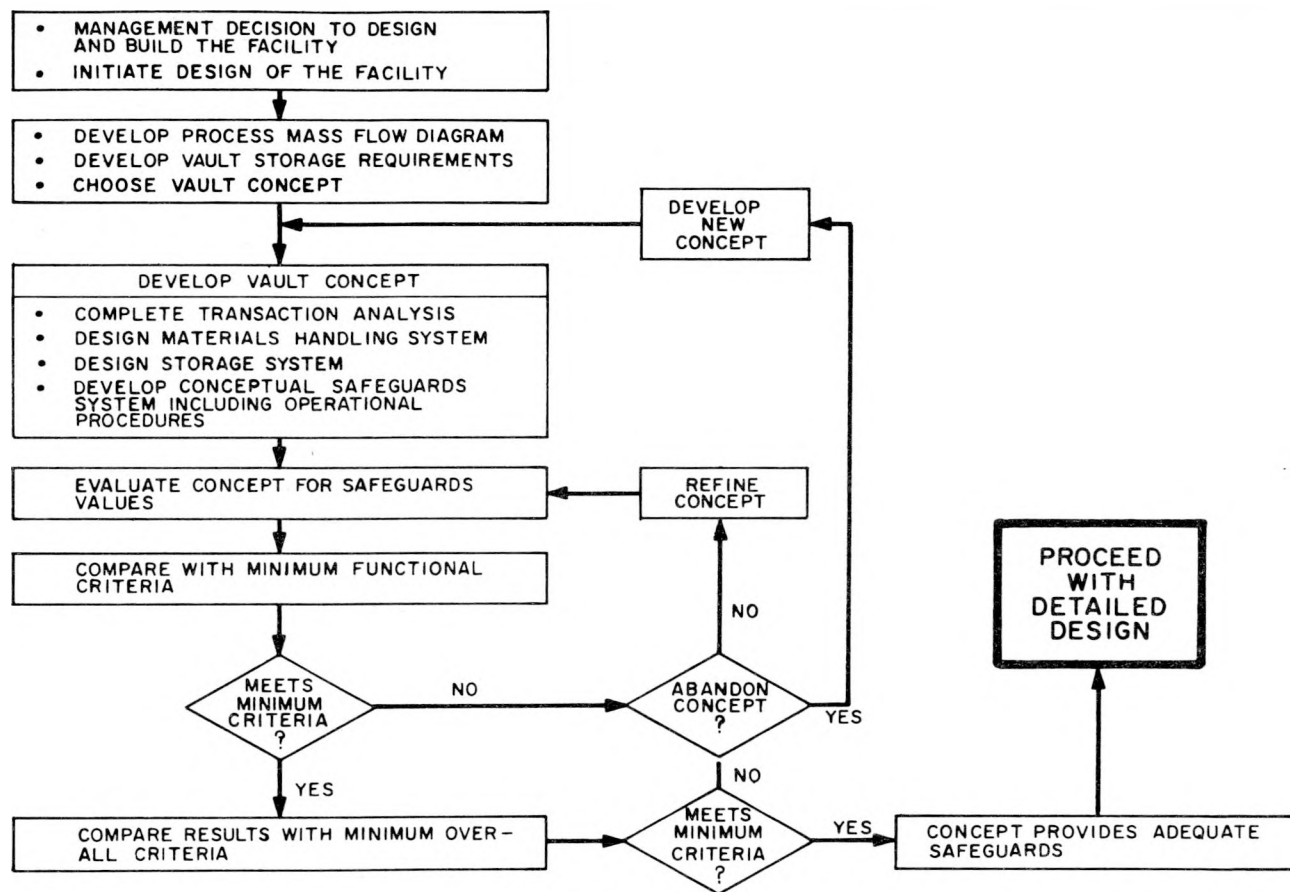 • MANAGEMENT DECISION TO DESIGN
AND BUILD THE FACILITY
• INITIATE DESIGN OF THE FACILITY
• DEVELOP PROCESS MASS FLOW DIAGRAM
• DEVELOP VAULT STORAGE REQUIREMENTS
• CHOOSE VAULT CONCEPT
DEVELOP
NEW
CONCEPT
DEVELOP VAULT CONCEPT
• COMPLETE TRANSACTION ANALYSIS
• DESIGN MATERIALS HANDLING SYSTEM
• DESIGN STORAGE SYSTEM
• DEVELOP CONCEPTUAL SAFEGUARDS
SYSTEM INCLUDING OPERATIONAL
PROCEDURES
EVALUATE CONCEPT FOR SAFEGUARDS
VALUES
REFINE
CONCEPT
COMPARE WITH MINIMUM FUNCTIONAL
CRITERIA
NO
PROCEED
WITH
DETAILED
DESIGN
MEETS
MINIMUM
CRITERIA
?
NO
ABANDON
CONCEPT
?
YES
YES
NO
COMPARE RESULTS WITH MINIMUM OVER-
ALL CRITERIA
MEETS
MINIMUM
CRITERIA
?
YES
CONCEPT PROVIDES ADEQUATE
SAFEGUARDS